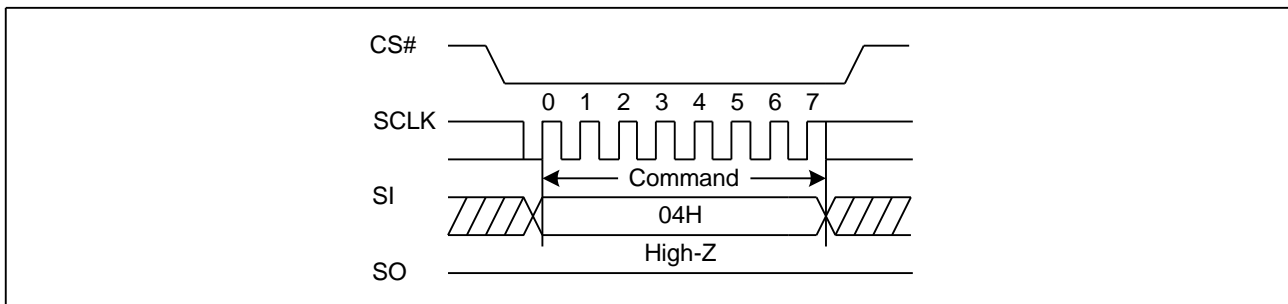 CS#
0 1 2 3 4 5 6 7
SCLK
Command
SI
04H
High-Z
SO